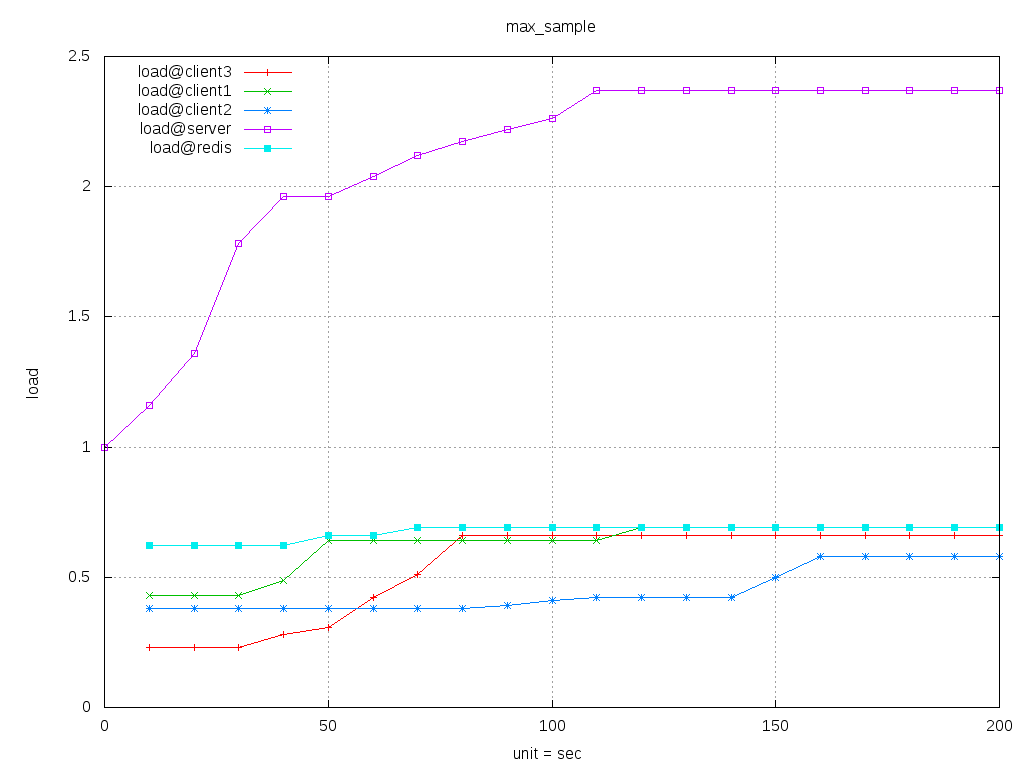 max_sample
2.5
2
1.5
1
0.5
0
load
load@client3
load@client1
load@client2
load@server
load@redis
0 50 100 150 200
unit = sec